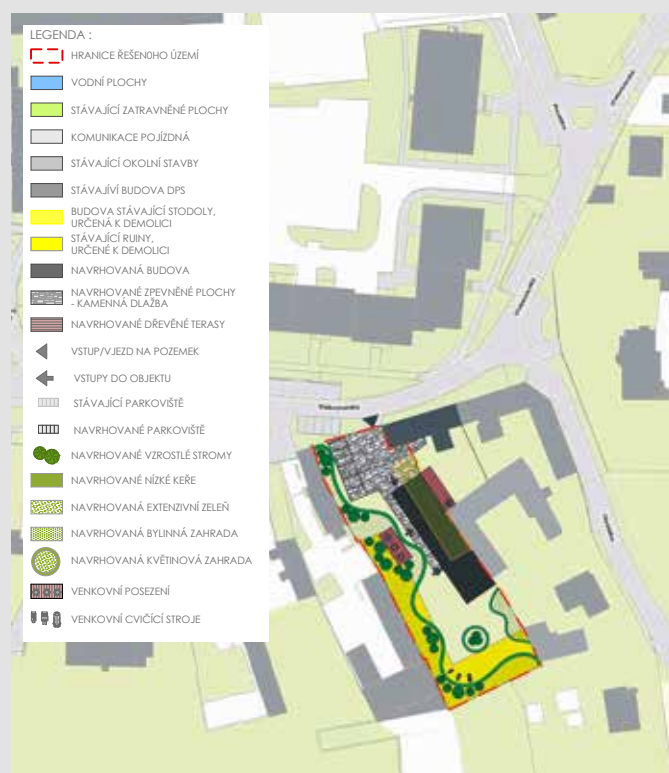 LEGENDA :
HRANICE ŘEŠEN0HO ÚZEMÍ
VODNÍ PLOCHY
STÁVAJÍCÍ ZATRAVNĚNÉ PLOCHY
KOMUNIKACE POJÍZDNÁ
STÁVAJÍCÍ OKOLNÍ STAVBY
STÁVAJÍVÍ BUDOVA DPS
BUDOVA STÁVAJÍCÍ STODOLY,
URČENÁ K DEMOLICI
STÁVAJÍCÍ RUINY,
URČENÉ K DEMOLICI
NAVRHOVANÁ BUDOVA
NAVRHOVANÉ ZPEVNĚNÉ PLOCHY
- KAMENNÁ DLAŽBA
NAVRHOVANÉ DŘEVĚNÉ TERASY
VSTUP/VJEZD NA POZEMEK
VSTUPY DO OBJEKTU
STÁVAJÍCÍ PARKOVIŠTĚ
NAVRHOVANÉ PARKOVIŠTĚ
NAVRHOVANÉ VZROSTLÉ STROMY
NAVRHOVANÉ NÍZKÉ KEŘE
NAVRHOVANÁ EXTENZIVNÍ ZELEŇ
NAVRHOVANÁ BYLINNÁ ZAHRADA
NAVRHOVANÁ KVĚTINOVÁ ZAHRADA
VENKOVNÍ POSEZENÍ
VENKOVNÍ CVIČÍCÍ STROJE